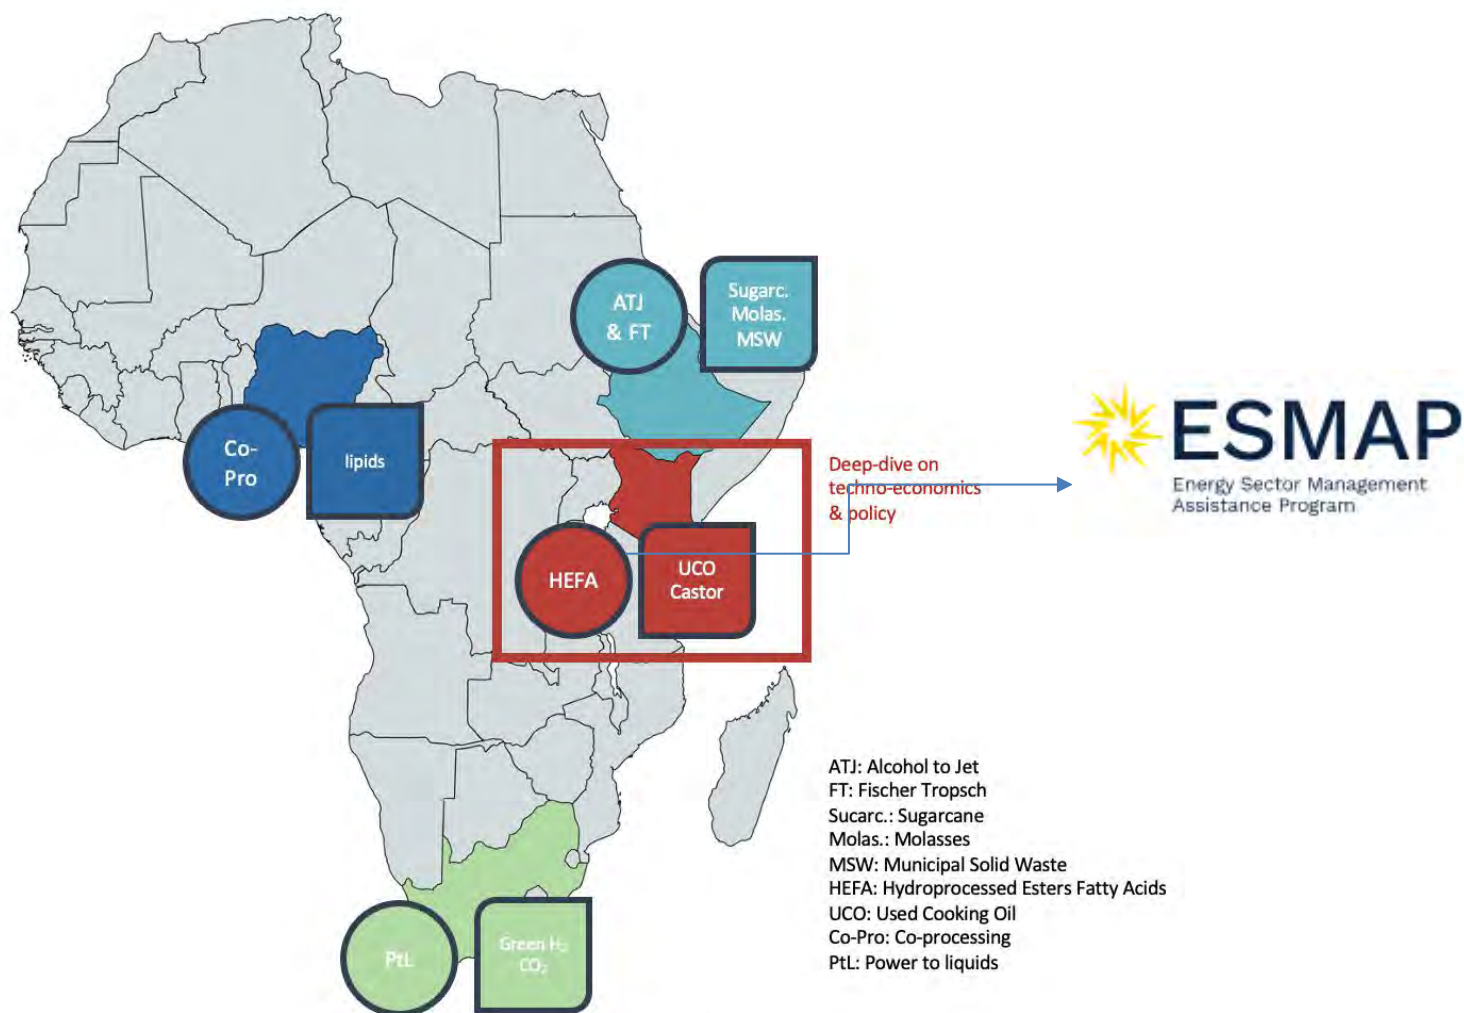 ATJ
& FT
Sugarc.
Molas.
MSW
Co-
Pro
lipids
Deep-dive on
techno-economics
& policy
ESMAP
Energy Sector Management
Assistance Program
HEFA
UCO
Castor
ATJ: Alcohol to Jet
FT: Fischer Tropsch
Sucarc.: Sugarcane
Molas.: Molasses
MSW: Municipal Solid Waste
HEFA: Hydroprocessed Esters Fatty Acids
UCO: Used Cooking Oil
Co-Pro: Co-processing
PtL: Power to liquids
PtL
Green H₂
CO₂